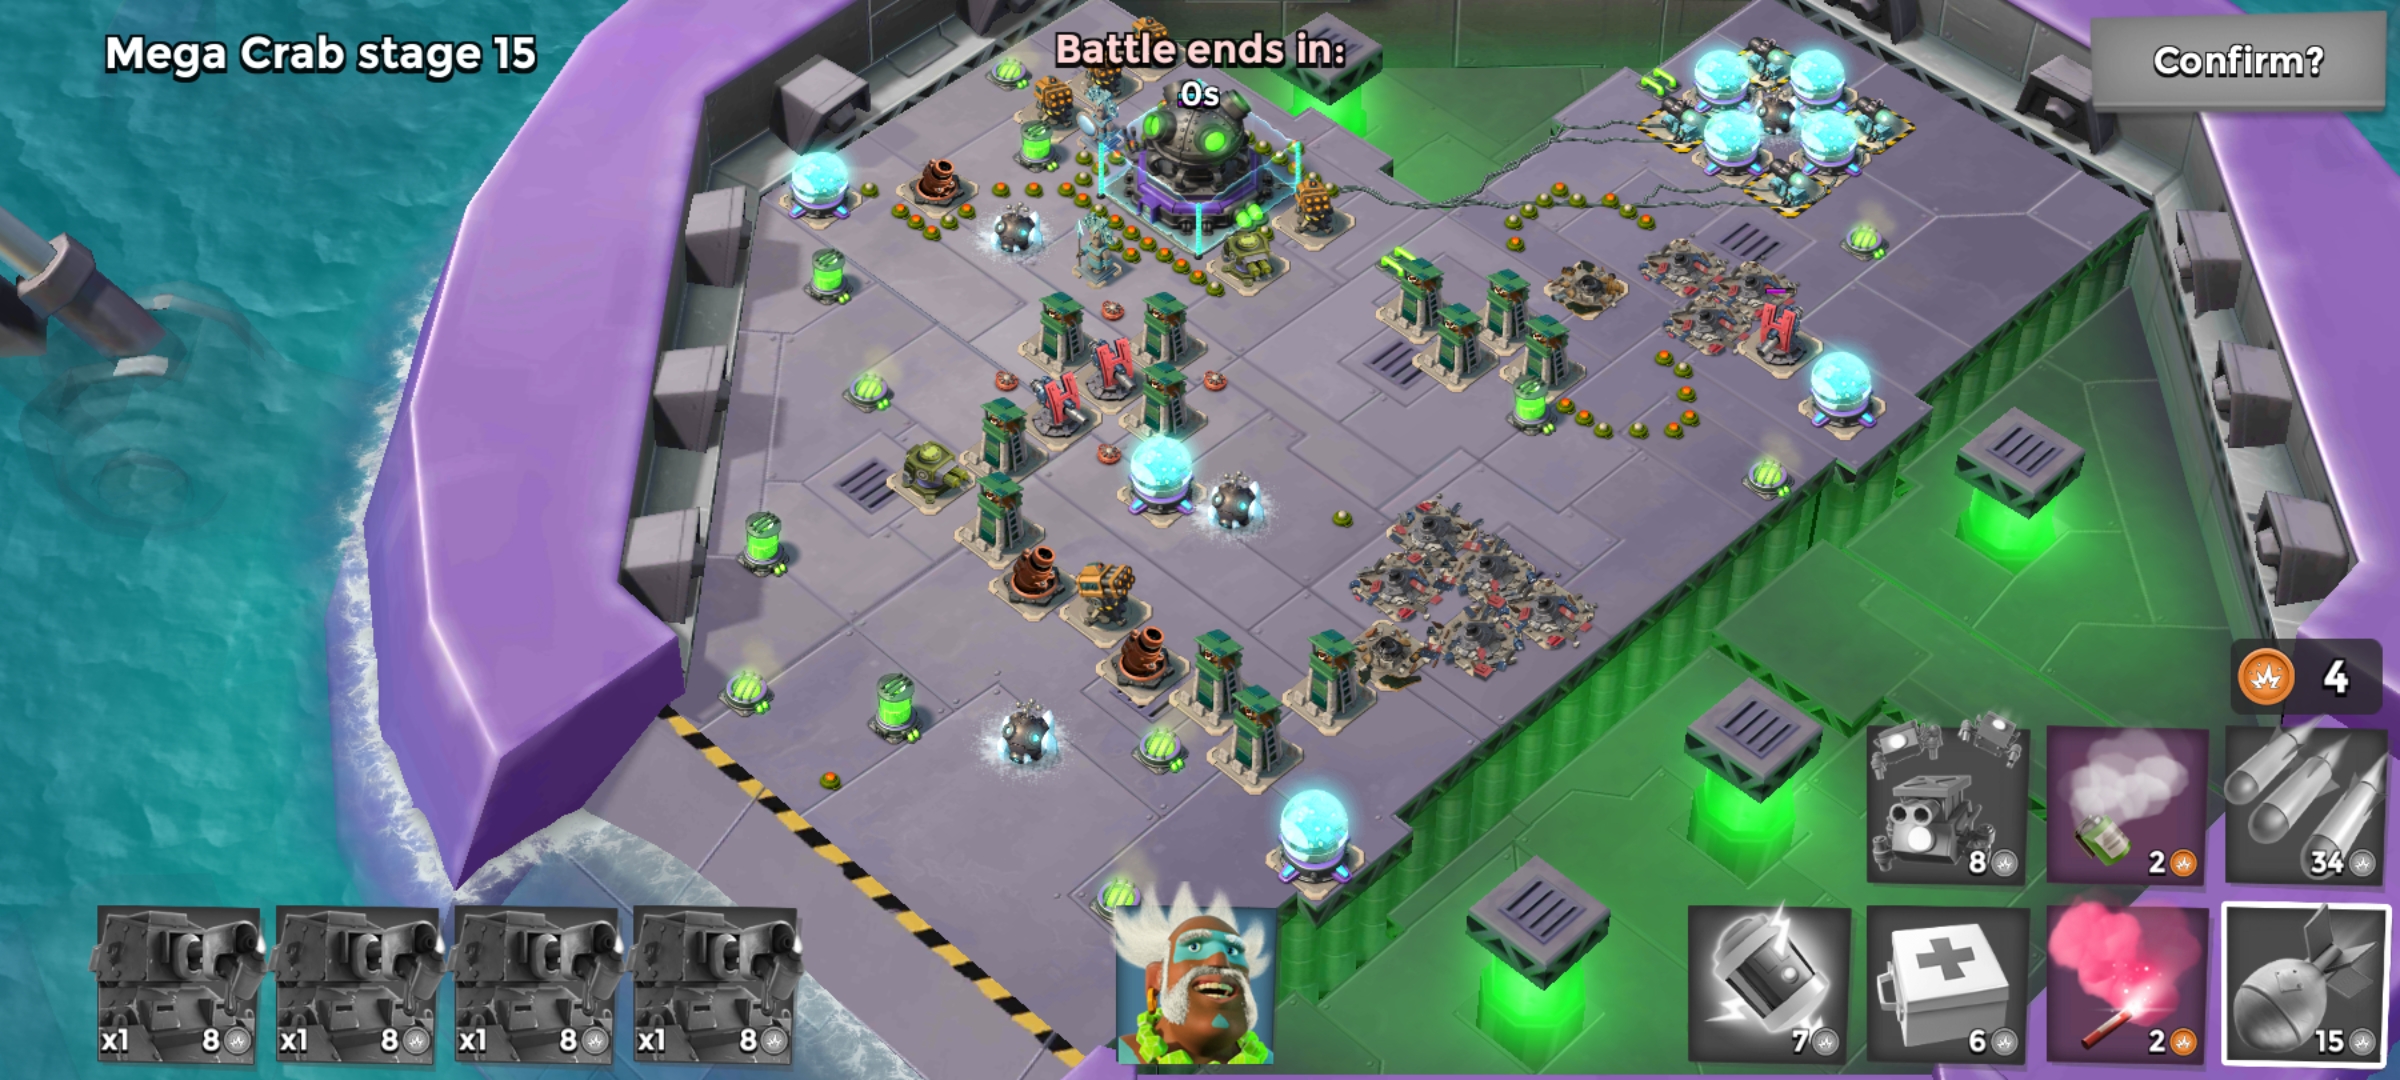 Mega Crab stage 15
Battle ends in:
0s
Confirm?
4
8
2
34
x1 8
x1 8
x1 8
x1 8
7
6
2
15